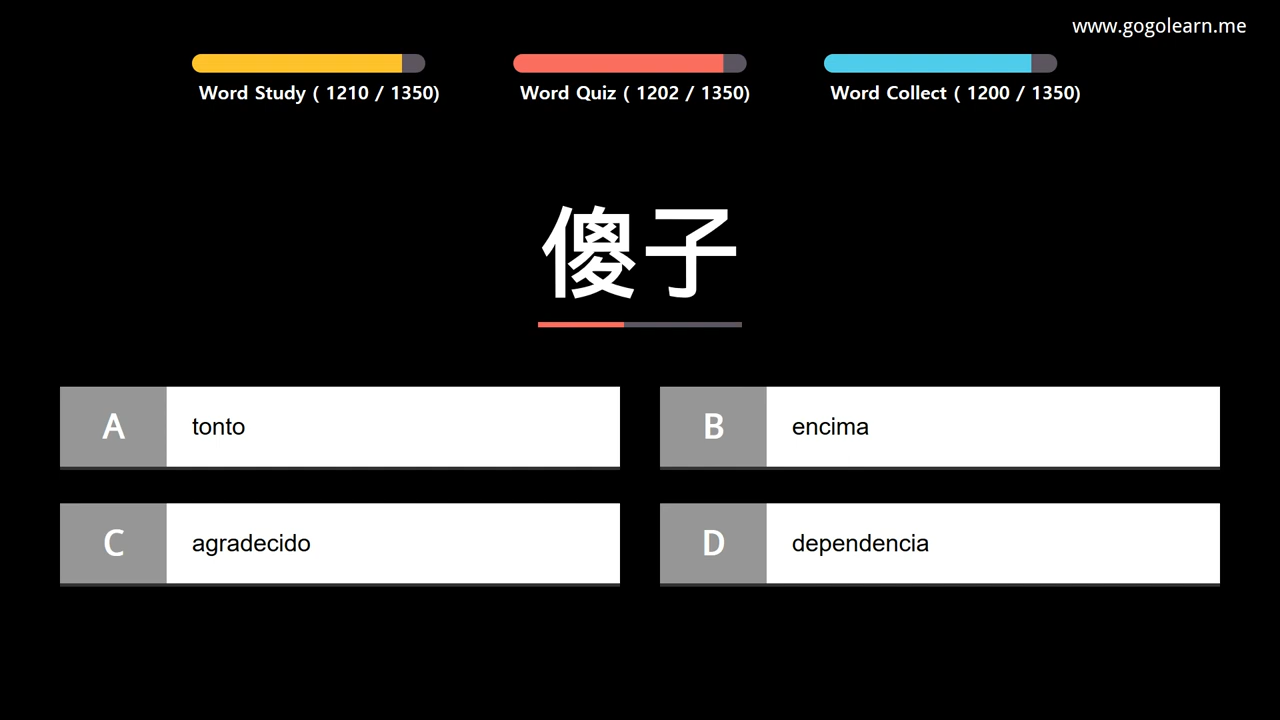 www.gogolearn.me
Word Study ( 1210 / 1350)
Word Quiz ( 1202 / 1350)
Word Collect ( 1200 / 1350)
傻子
A tonto
B encima
C agradecido
D dependencia